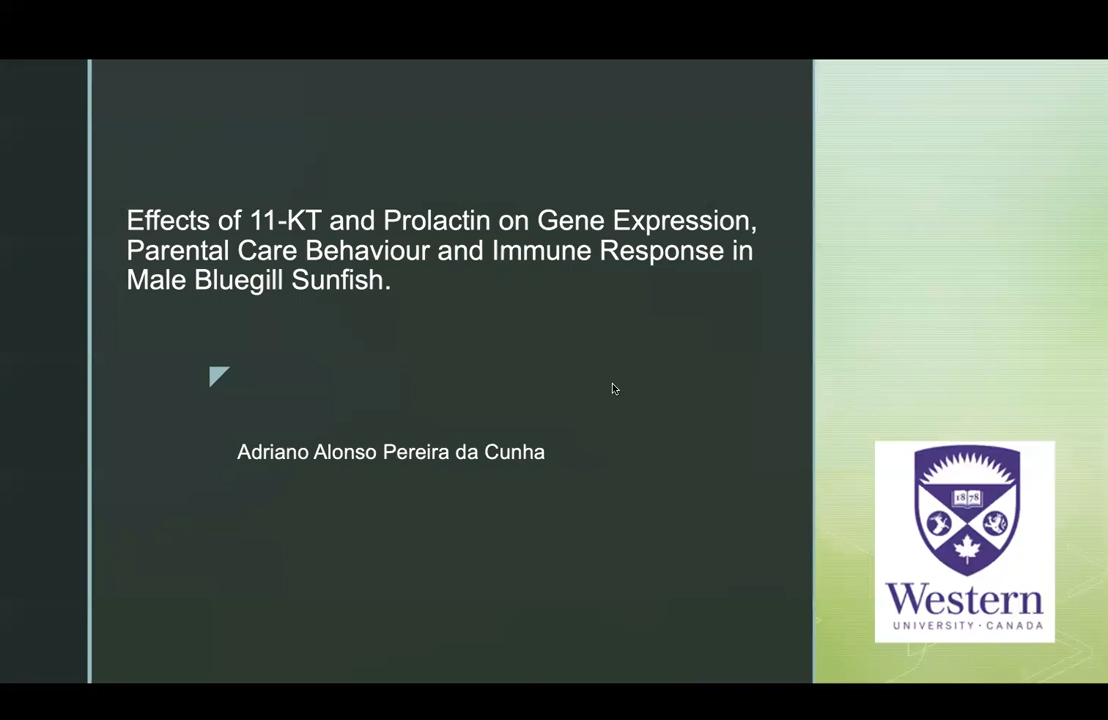 Effects of 11-KT and Prolactin on Gene Expression,
Parental Care Behaviour and Immune Response in
Male Bluegill Sunfish.
Adriano Alonso Pereira da Cunha
1878
Western
UNIVERSITY · CANADA